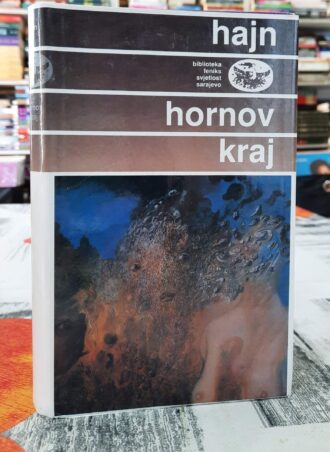 hajn
biblioteka
feniks
svjetlost
sarajevo
hornov
kraj